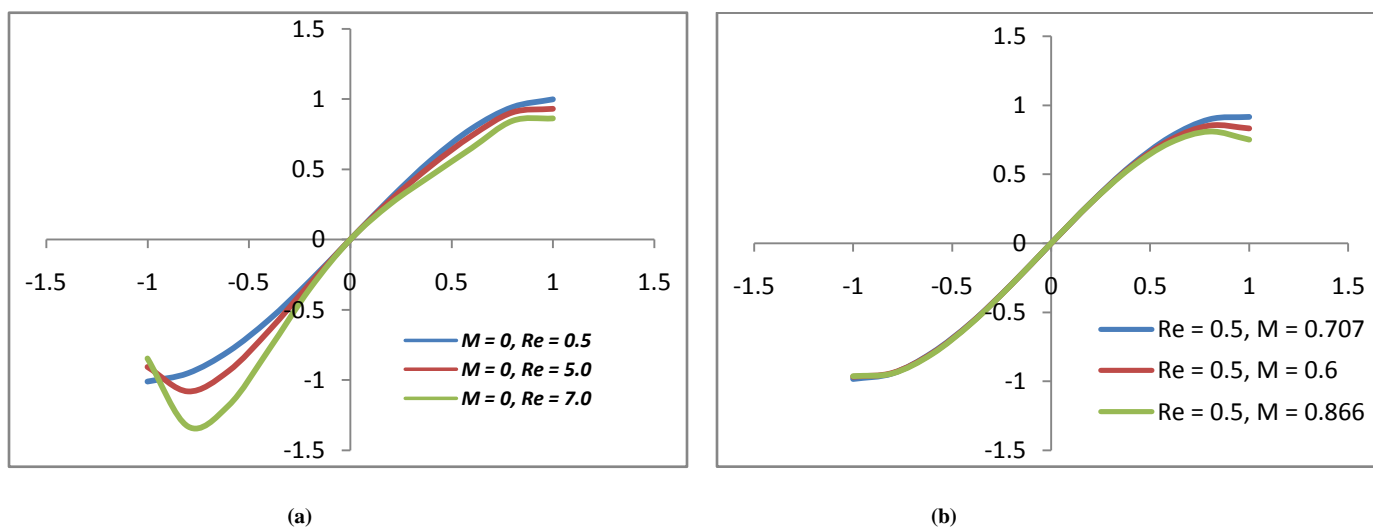 1.5
1
0.5
0
-1.5 -1 -0.5 0 0.5 1 1.5
-0.5
M = 0, Re = 0.5
M = 0, Re = 5.0
-1
M = 0, Re = 7.0
-1.5
(a)
1.5
1
0.5
0
-1.5 -1 -0.5 0 0.5 1 1.5
-0.5
Re = 0.5, M = 0.707
Re = 0.5, M = 0.6
-1
Re = 0.5, M = 0.866
-1.5
(b)